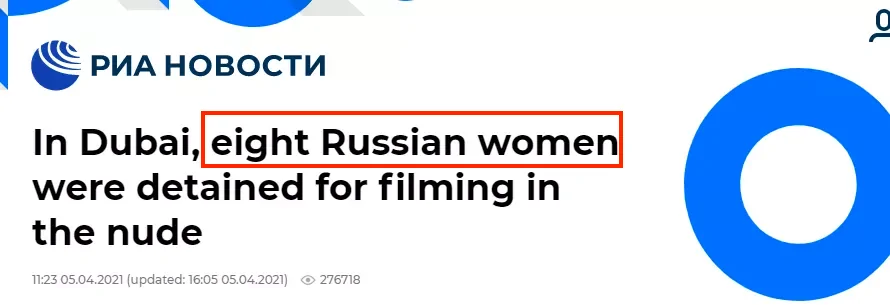 РИА НОВОСТИ
In Dubai, eight Russian women
were detained for filming in
the nude
11:23 05.04.2021 (updated: 16:05 05.04.2021) 276718